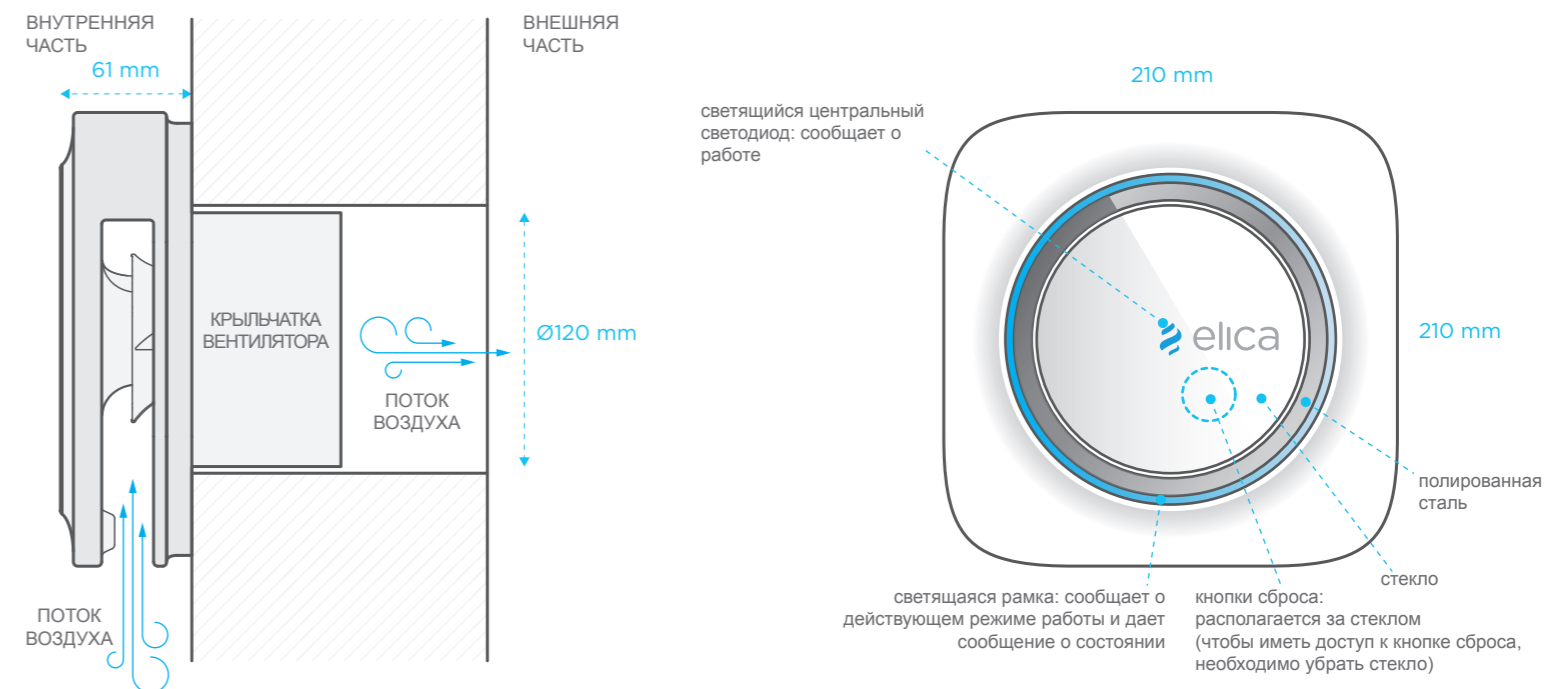 ВНУТРЕННЯЯ
ЧАСТЬ
61 mm
ВНЕШНЯЯ
ЧАСТЬ
КРЫЛЬЧАТКА
ВЕНТИЛЯТОРА
Ø120 mm
ПОТОК
ВОЗДУХА
ПОТОК
ВОЗДУХА
210 mm
светящийся центральный
светодиод: сообщает о
работе
elica
210 mm
полированная
сталь
стекло
светящаяся рамка: сообщает о
действующем режиме работы и дает
сообщение о состоянии
кнопки сброса:
располагается за стеклом
(чтобы иметь доступ к кнопке сброса,
необходимо убрать стекло)